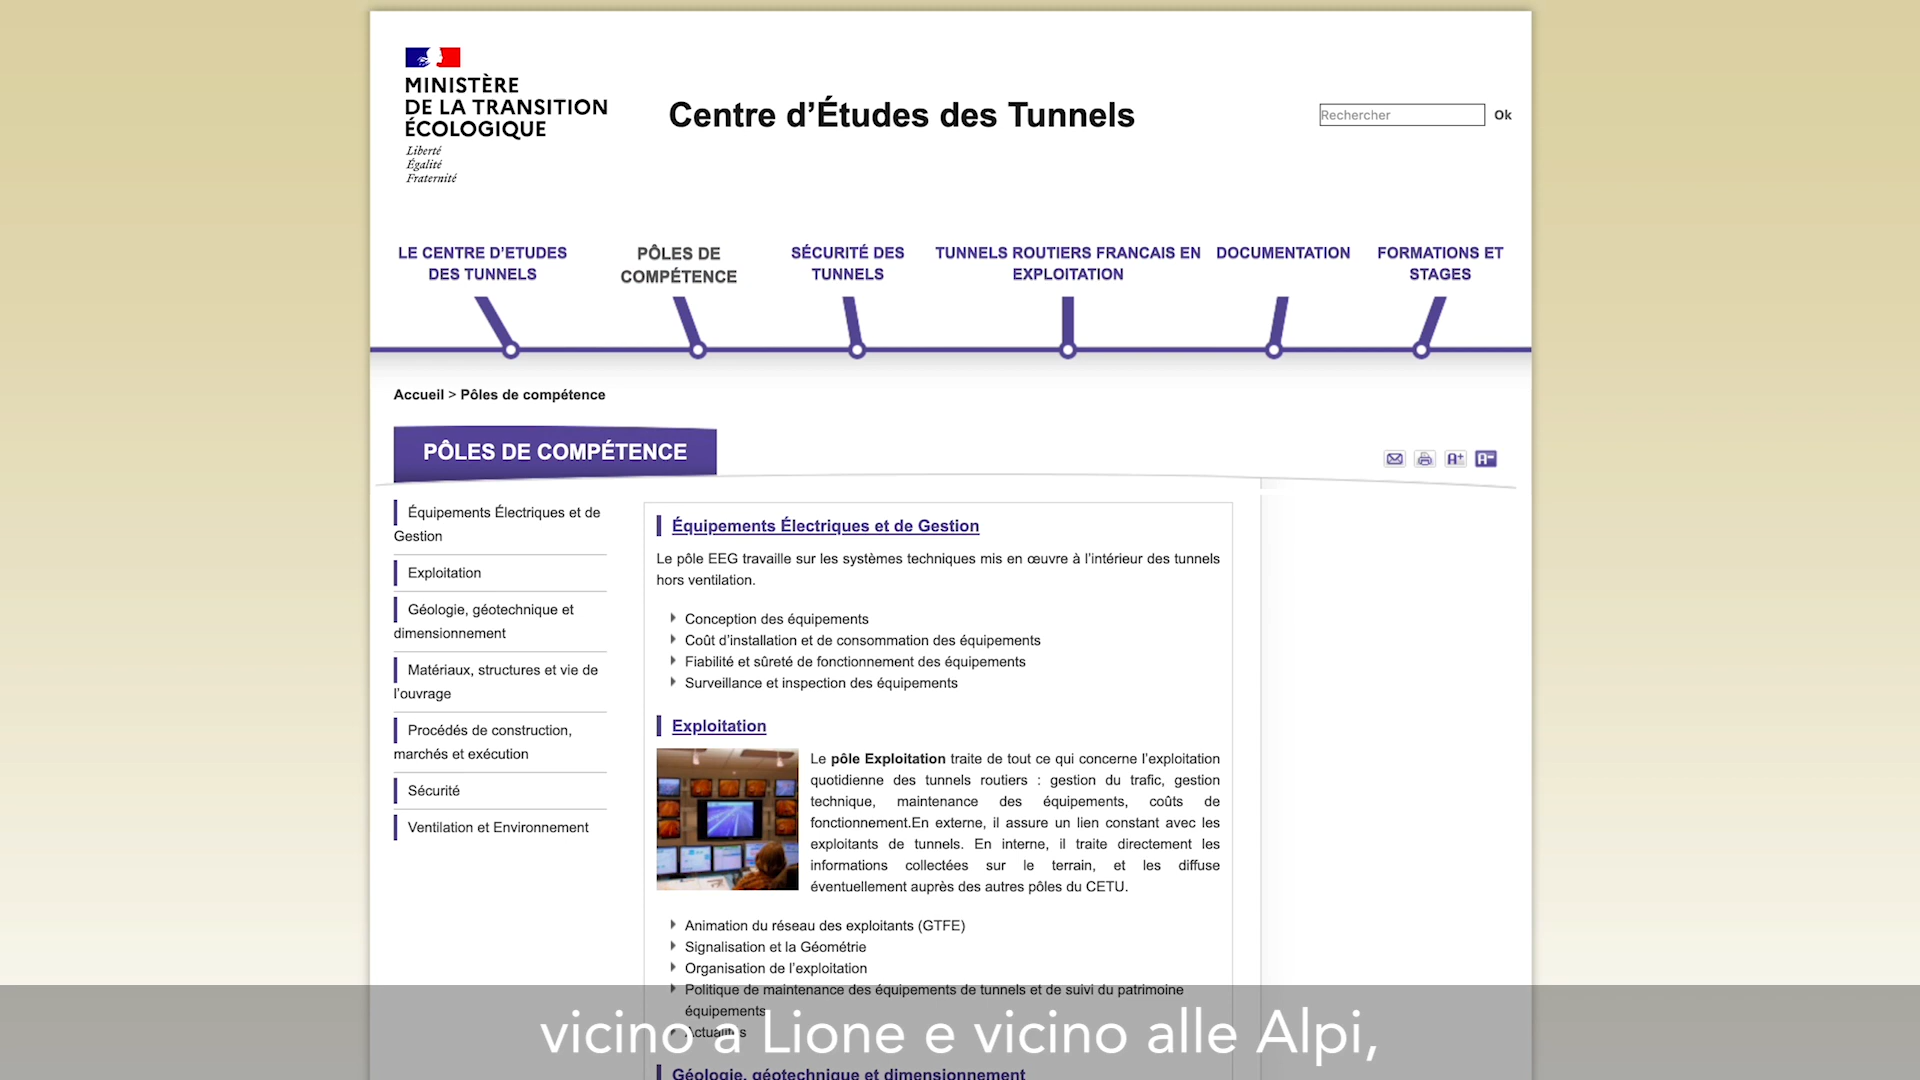 MINISTÈRE
DE LA TRANSITION
ÉCOLOGIQUE
Liberté
Égalité
Fraternité
Centre d’Études des Tunnels
Rechercher Ok
LE CENTRE D’ETUDES
DES TUNNELS
PÔLES DE
COMPÉTENCE
SÉCURITÉ DES
TUNNELS
TUNNELS ROUTIERS FRANCAIS EN
EXPLOITATION
DOCUMENTATION
FORMATIONS ET
STAGES
Accueil > Pôles de compétence
PÔLES DE COMPÉTENCE
A+ A-
Équipements Électriques et de
Gestion
Exploitation
Géologie, géotechnique et
dimensionnement
Matériaux, structures et vie de
l’ouvrage
Procédés de construction,
marchés et exécution
Sécurité
Ventilation et Environnement
Équipements Électriques et de Gestion
Le pôle EEG travaille sur les systèmes techniques mis en œuvre à l’intérieur des tunnels
hors ventilation.
Conception des équipements
Coût d’installation et de consommation des équipements
Fiabilité et sûreté de fonctionnement des équipements
Surveillance et inspection des équipements
Exploitation
Le pôle Exploitation traite de tout ce qui concerne l’exploitation
quotidienne des tunnels routiers : gestion du trafic, gestion
technique, maintenance des équipements, coûts de
fonctionnement.En externe, il assure un lien constant avec les
exploitants de tunnels. En interne, il traite directement les
informations collectées sur le terrain, et les diffuse
éventuellement auprès des autres pôles du CETU.
Animation du réseau des exploitants (GTFE)
Signalisation et la Géométrie
Organisation de l’exploitation
Politique de maintenance des équipements de tunnels et de suivi du patrimoine
équipements
Actualités
Géologie, géotechnique et dimensionnement
vicino a Lione e vicino alle Alpi,